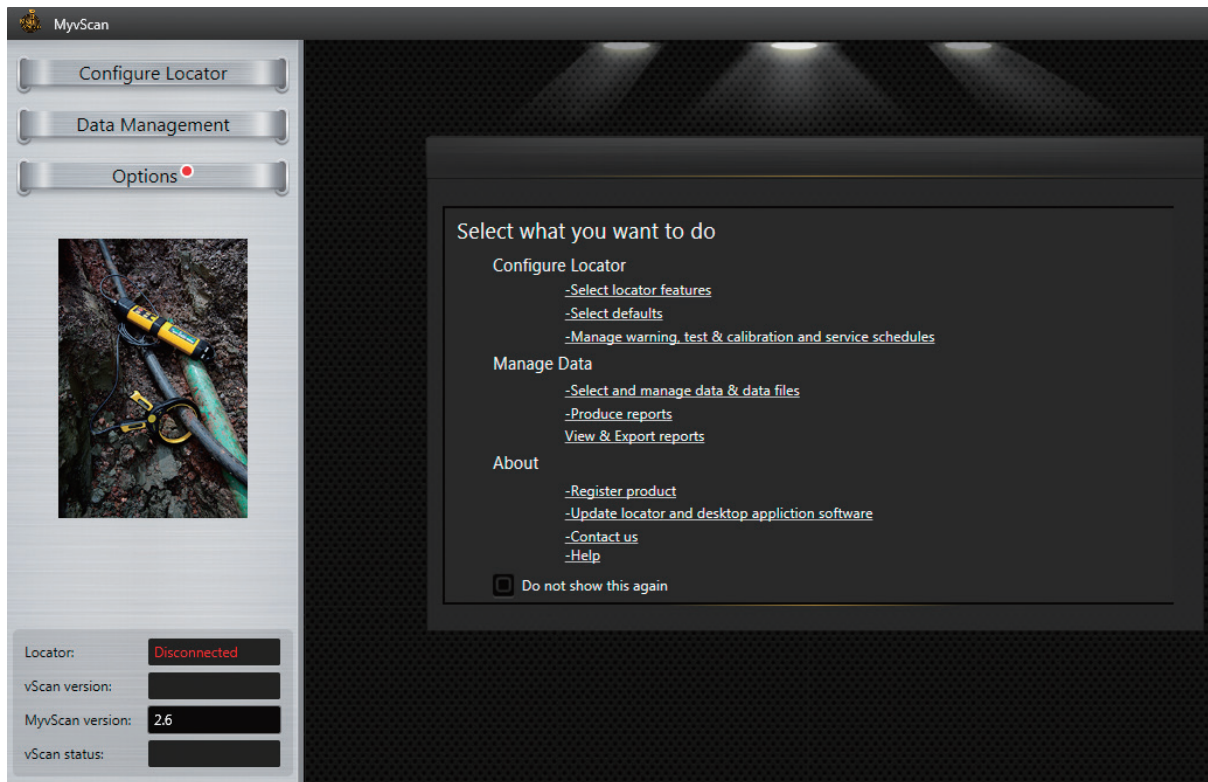 MyvScan
Configure Locator
Data Management
Options
Locator: Disconnected
vScan version:
MyvScan version: 2.6
vScan status:
Select what you want to do
Configure Locator
-Select locator features
-Select defaults
-Manage warning, test & calibration and service schedules
Manage Data
-Select and manage data & data files
-Produce reports
View & Export reports
About
-Register product
-Update locator and desktop appliction software
-Contact us
-Help
Do not show this again